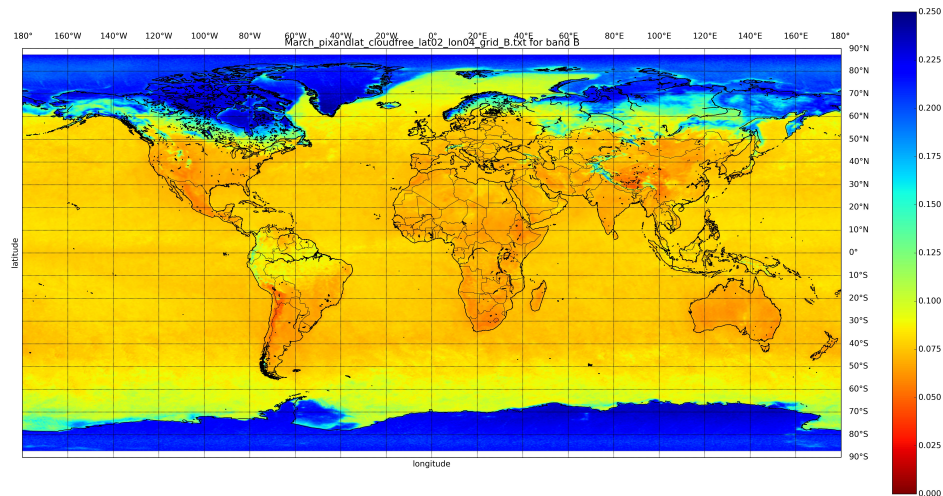 0.250
180° 160°W 140°W 120°W 100°W 80°W 60°W 40°W 20°W 0° 20°E 40°E 60°E 80°E 100°E 120°E 140°E 160°E 180°
March_pixandlat_cloudfree_lat02_lon04_grid_B.txt for band B
90°N
80°N
0.225
70°N
60°N
0.200
50°N
40°N
0.175
30°N
20°N
0.150
10°N
latitude
0°
0.125
10°S
20°S
0.100
30°S
40°S
0.075
50°S
60°S
0.050
70°S
80°S
0.025
90°S
longitude
0.000